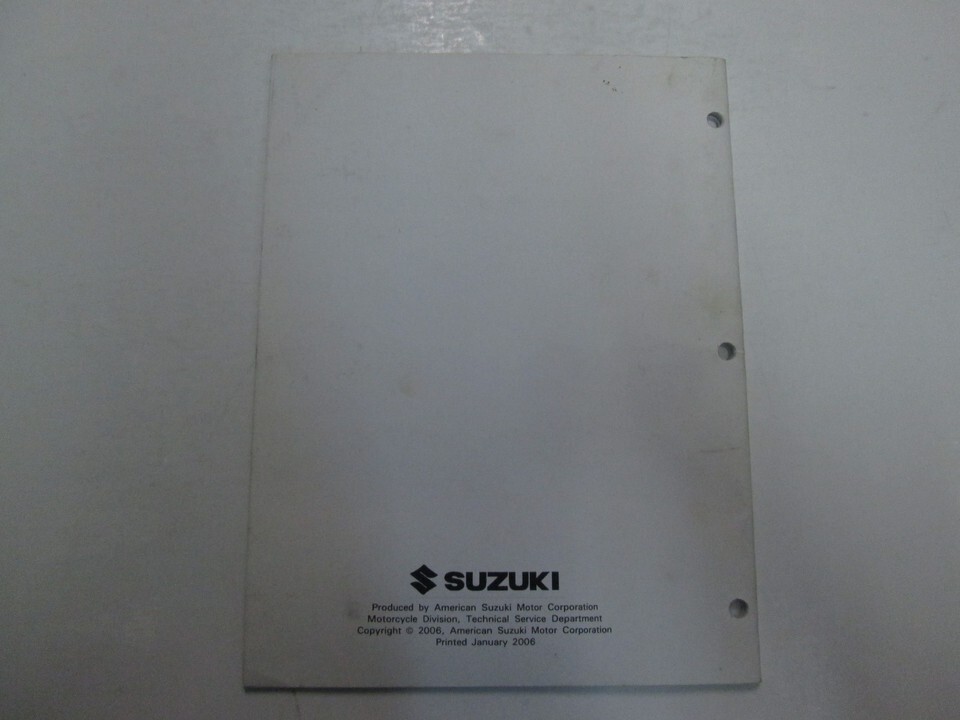 SUZUKI
Produced by American Suzuki Motor Corporation
Motorcycle Division, Technical Service Department
Copyright © 2006, American Suzuki Motor Corporation
Printed January 2006